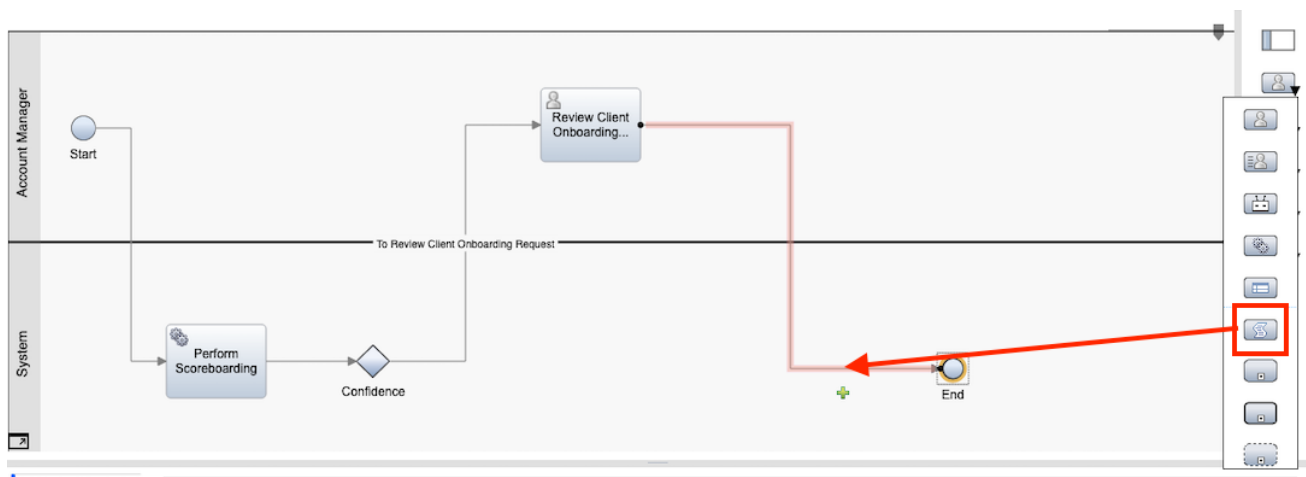 Account Manager
Start
Review Client
Onboarding...
To Review Client Onboarding Request
System
Perform
Scoreboarding
Confidence
End